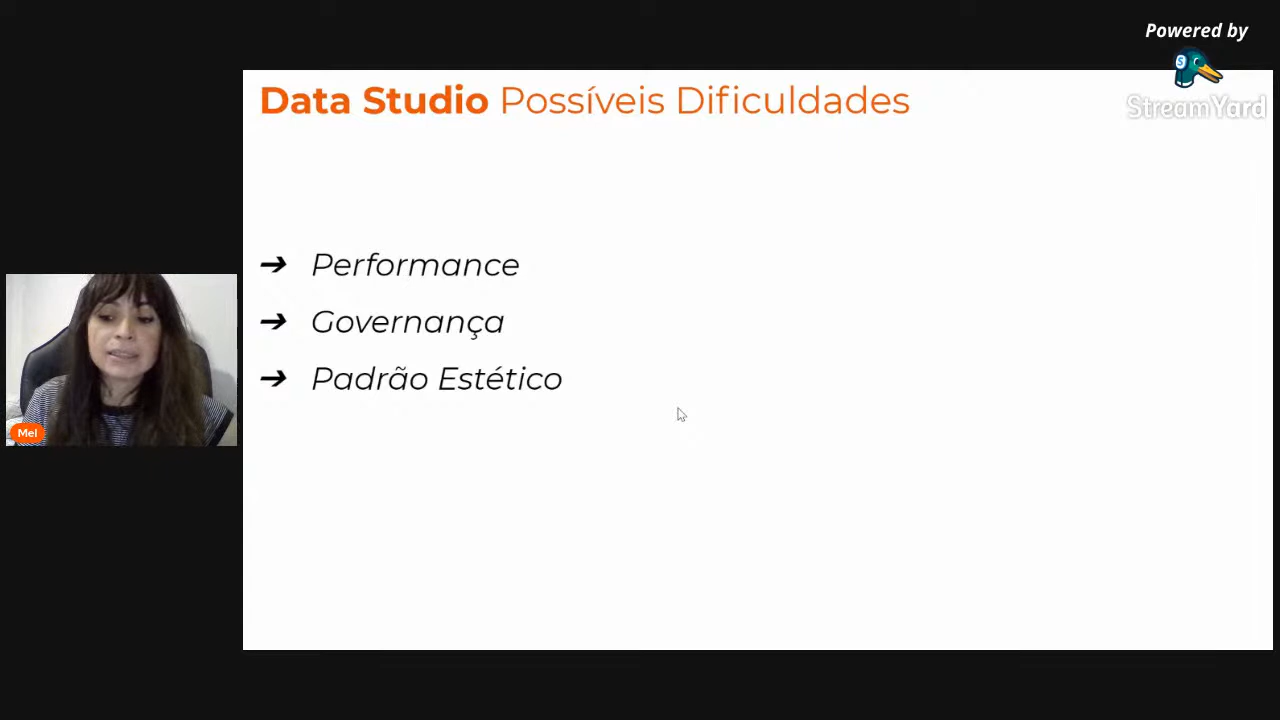 Powered by
StreamYard
Data Studio Possíveis Dificuldades
➔ Performance
➔ Governança
➔ Padrão Estético
Mel